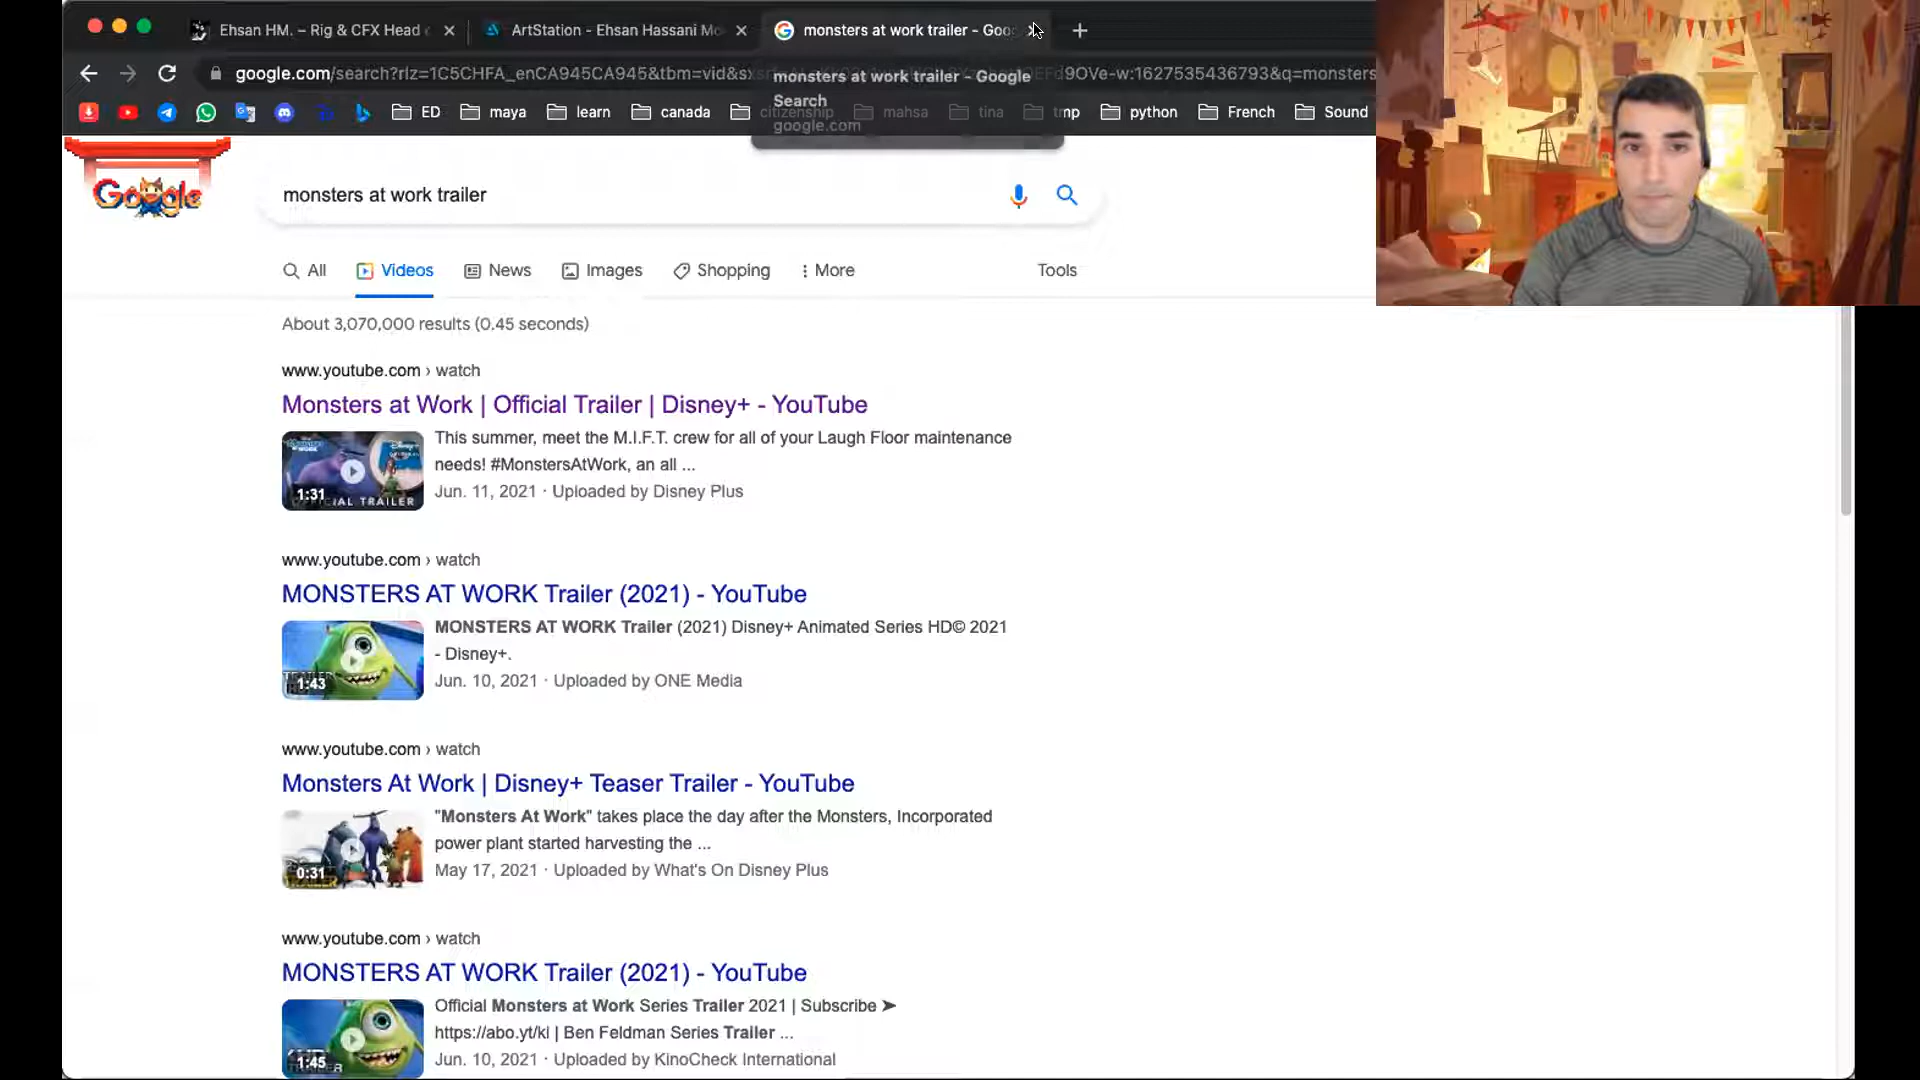 Ehsan HM. – Rig & CFX Head
ArtStation - Ehsan Hassani Mo
monsters at work trailer - Goo
google.com/search?rlz=1C5CHFA_enCA945CA945&tbm=vid&
9OVe-w:1627535436793&q=monsters
monsters at work trailer - Google
Search
google.com
ED
maya
learn
canada
citizenship
mahsa
tina
tmp
python
French
Sound
Google
monsters at work trailer
All
Videos
News
Images
Shopping
More
Tools
About 3,070,000 results (0.45 seconds)
www.youtube.com › watch
Monsters at Work | Official Trailer | Disney+ - YouTube
This summer, meet the M.I.F.T. crew for all of your Laugh Floor maintenance
needs! #MonstersAtWork, an all ...
Jun. 11, 2021 · Uploaded by Disney Plus
1:31
IAL TRAILER
www.youtube.com › watch
MONSTERS AT WORK Trailer (2021) - YouTube
MONSTERS AT WORK Trailer (2021) Disney+ Animated Series HD© 2021
- Disney+.
Jun. 10, 2021 · Uploaded by ONE Media
1:43
www.youtube.com › watch
Monsters At Work | Disney+ Teaser Trailer - YouTube
"Monsters At Work" takes place the day after the Monsters, Incorporated
power plant started harvesting the ...
May 17, 2021 · Uploaded by What's On Disney Plus
0:31
www.youtube.com › watch
MONSTERS AT WORK Trailer (2021) - YouTube
Official Monsters at Work Series Trailer 2021 | Subscribe ➤
https://abo.yt/ki | Ben Feldman Series Trailer ...
Jun. 10, 2021 · Uploaded by KinoCheck International
1:45